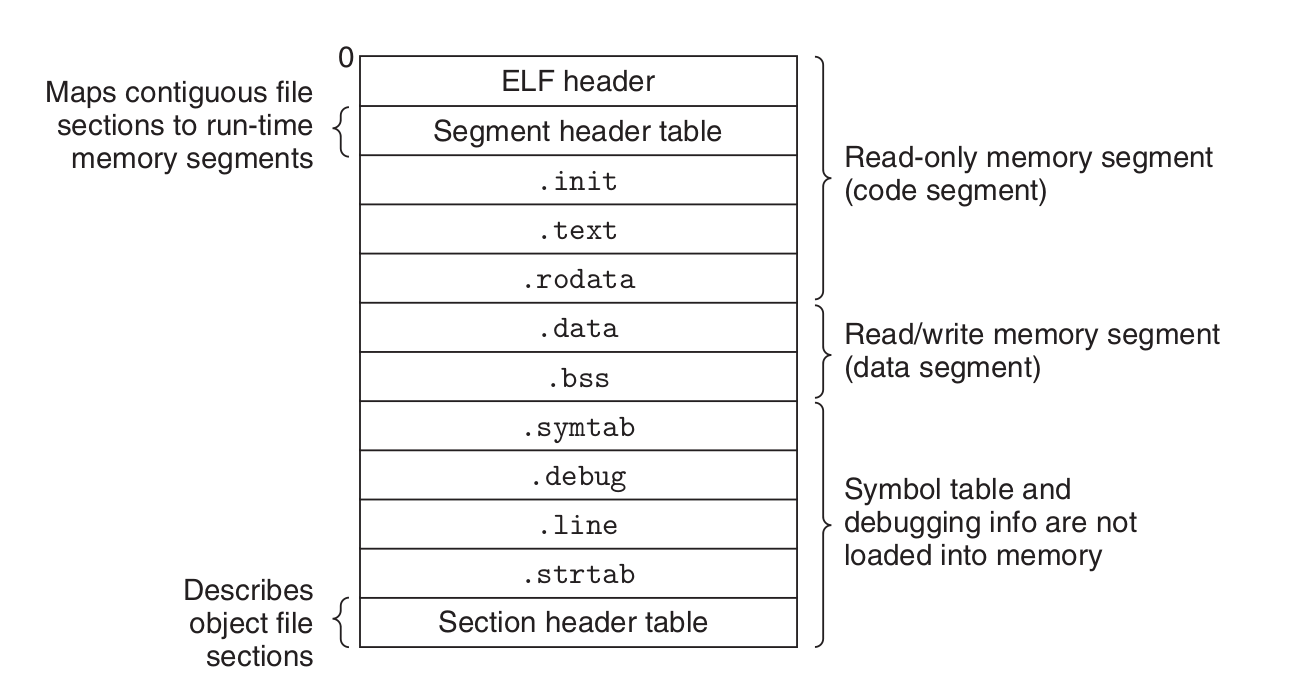 0
ELF header
Maps contiguous file
sections to run-time
memory segments
Segment header table
.init
.text
.rodata
Read-only memory segment
(code segment)
.data
.bss
Read/write memory segment
(data segment)
.symtab
.debug
.line
.strtab
Symbol table and
debugging info are not
loaded into memory
Describes
object file
sections
Section header table